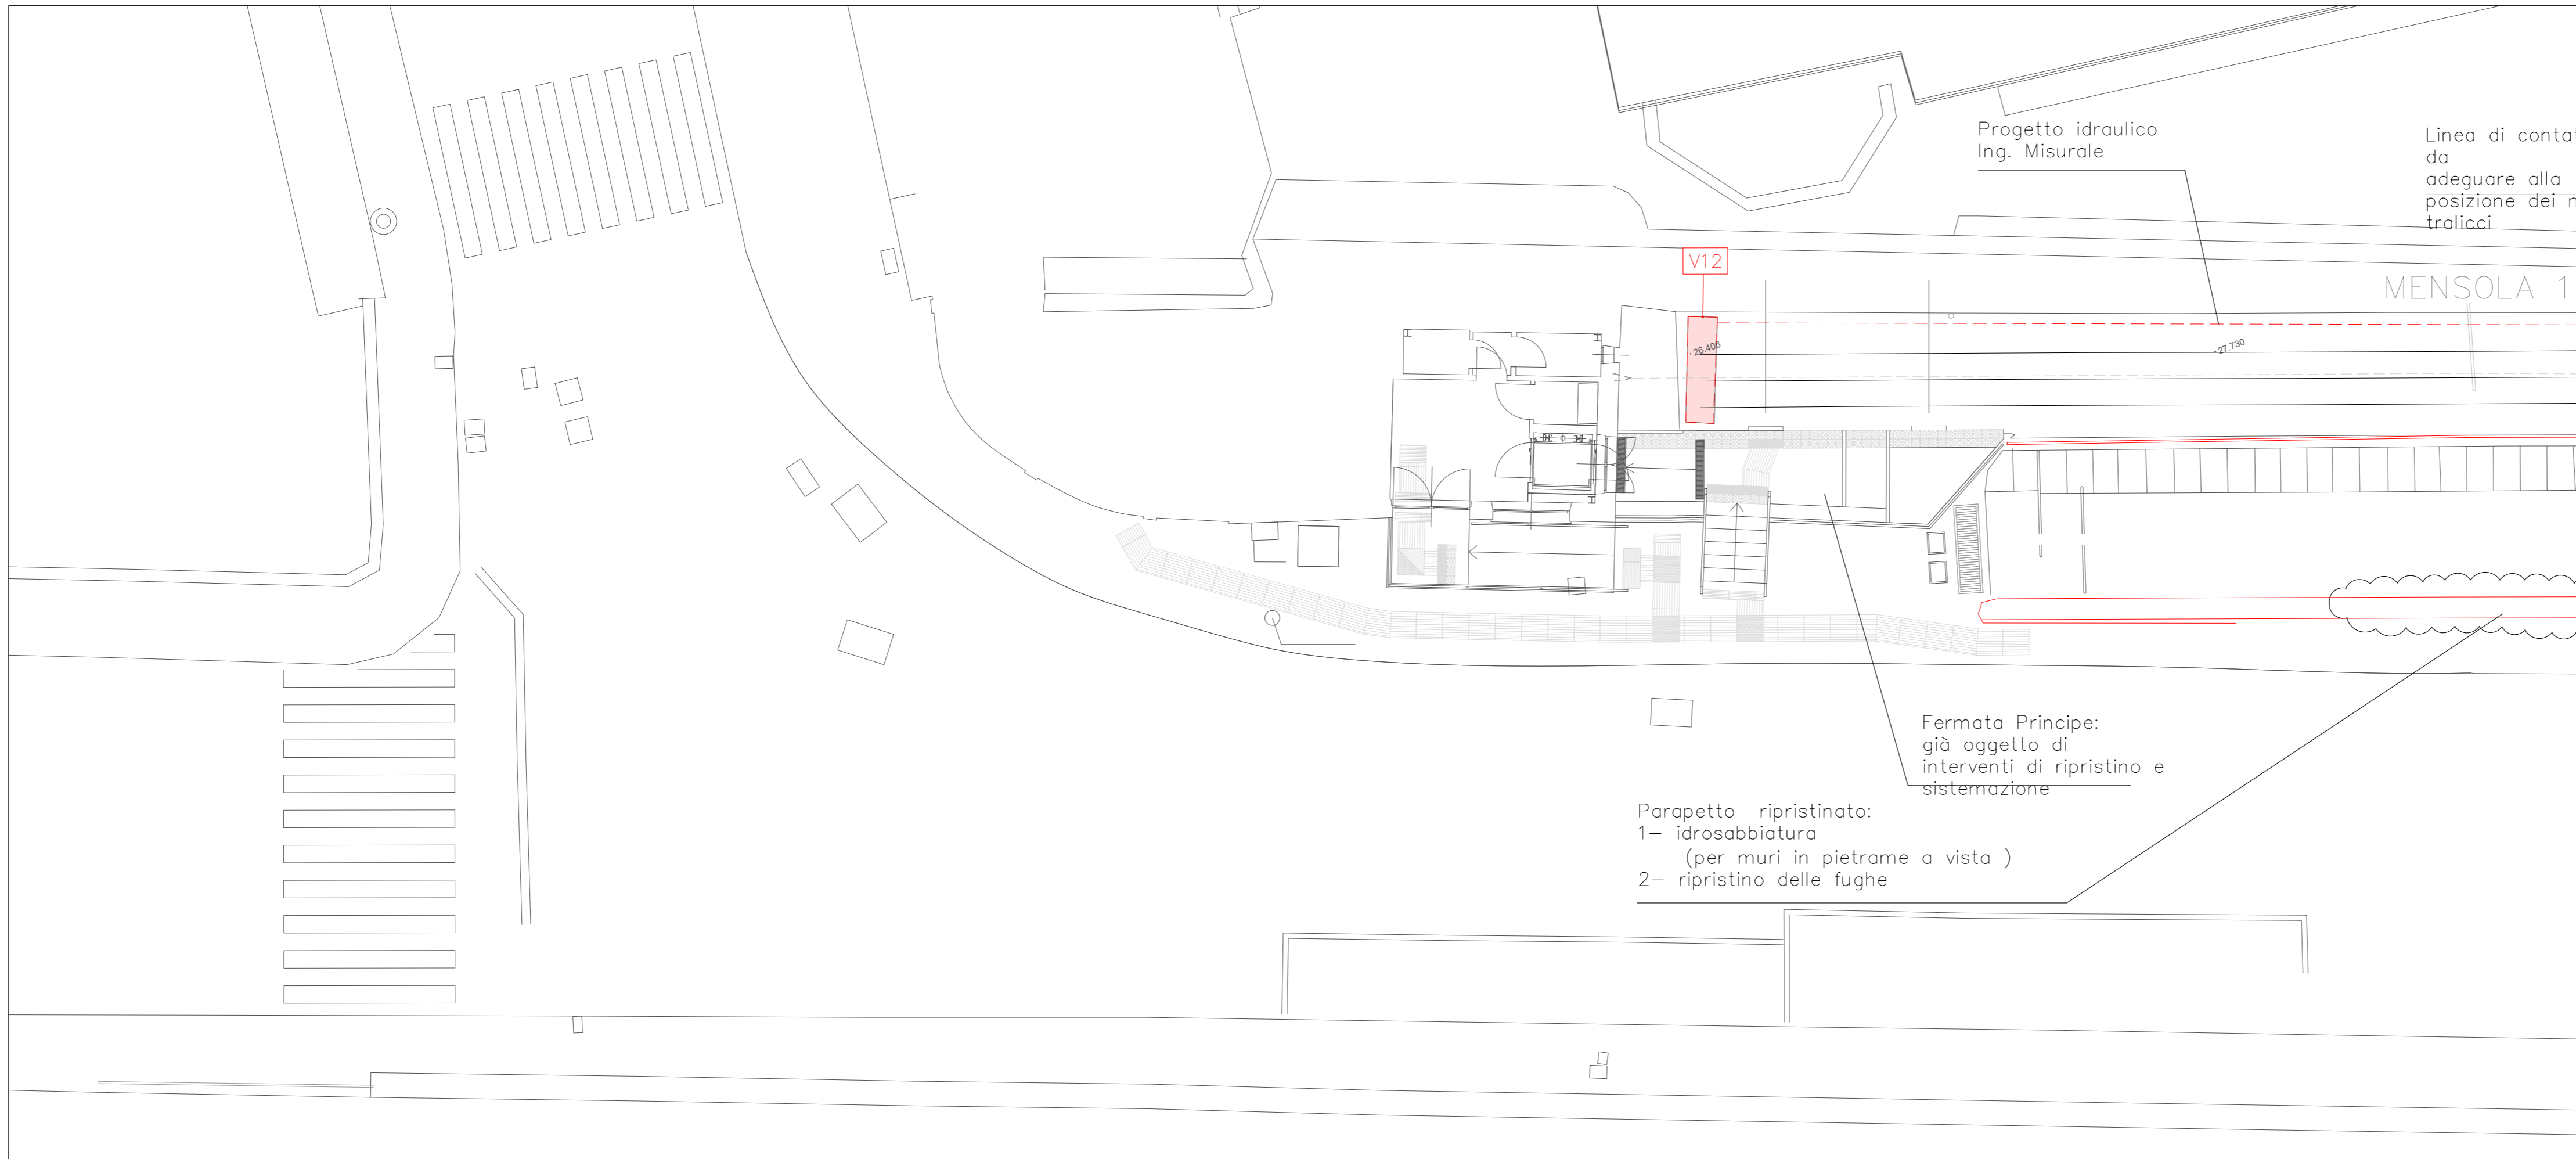 Progetto idraulico
Ing. Misurale
Linea di conta
da
adeguare alla
posizione dei
tralicci
V12
MENSOLA 1
26.406
27.730
Fermata Principe:
già oggetto di
interventi di ripristino e
sistemazione
Parapetto ripristinato:
1- idrosabbiatura
(per muri in pietrame a vista )
2- ripristino delle fughe